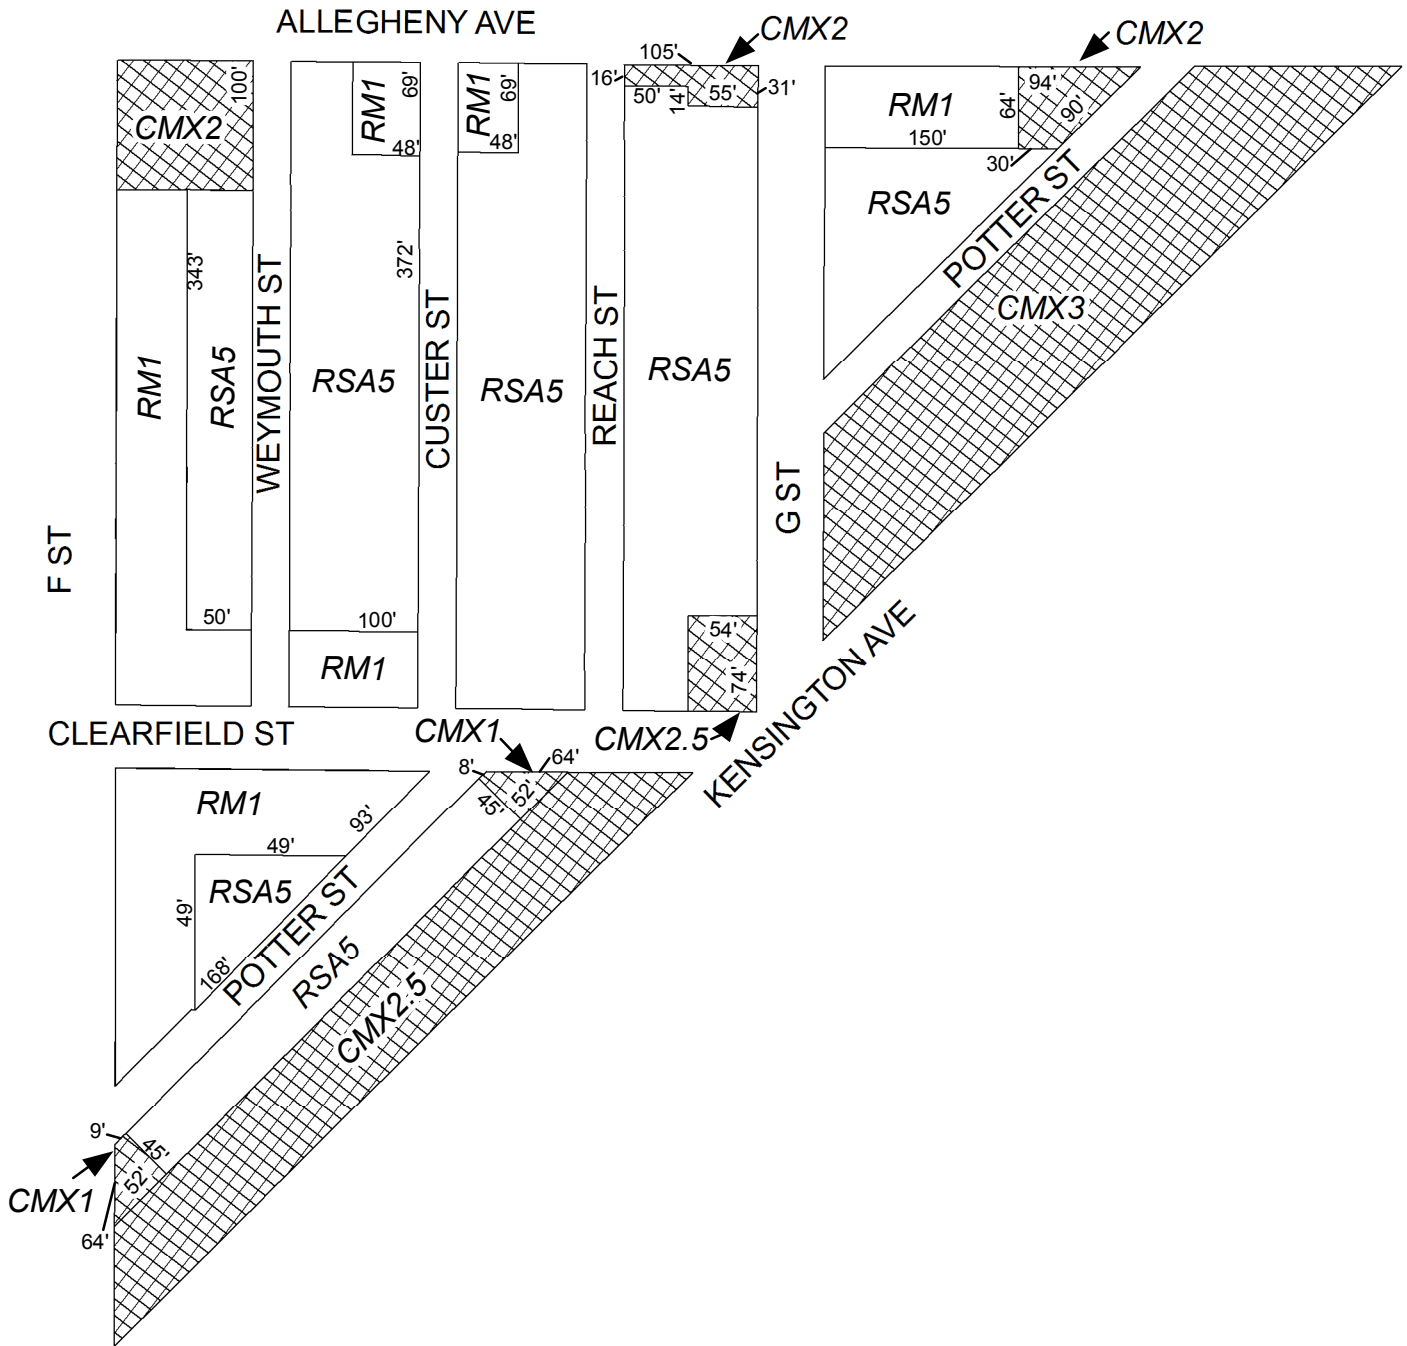 ALLEGHENY AVE
CMX2
CMX2
105'
16'
50'
14'
55'
31'
100'
CMX2
RM1
69'
48'
RM1
69'
48'
94'
64'
90'
RM1
150'
30'
RSA5
POTTER ST
CMX3
343'
RM1
RSA5
50'
WEYMOUTH ST
372'
RSA5
100'
RM1
CUSTER ST
RSA5
REACH ST
RSA5
54'
74'
G ST
F ST
KENSINGTON AVE
CLEARFIELD ST
CMX1
CMX2.5
8'
64'
45'
52'
RM1
93'
49'
RSA5
49'
168'
POTTER ST
RSA5
CMX2.5
9'
45'
52'
CMX1
64'